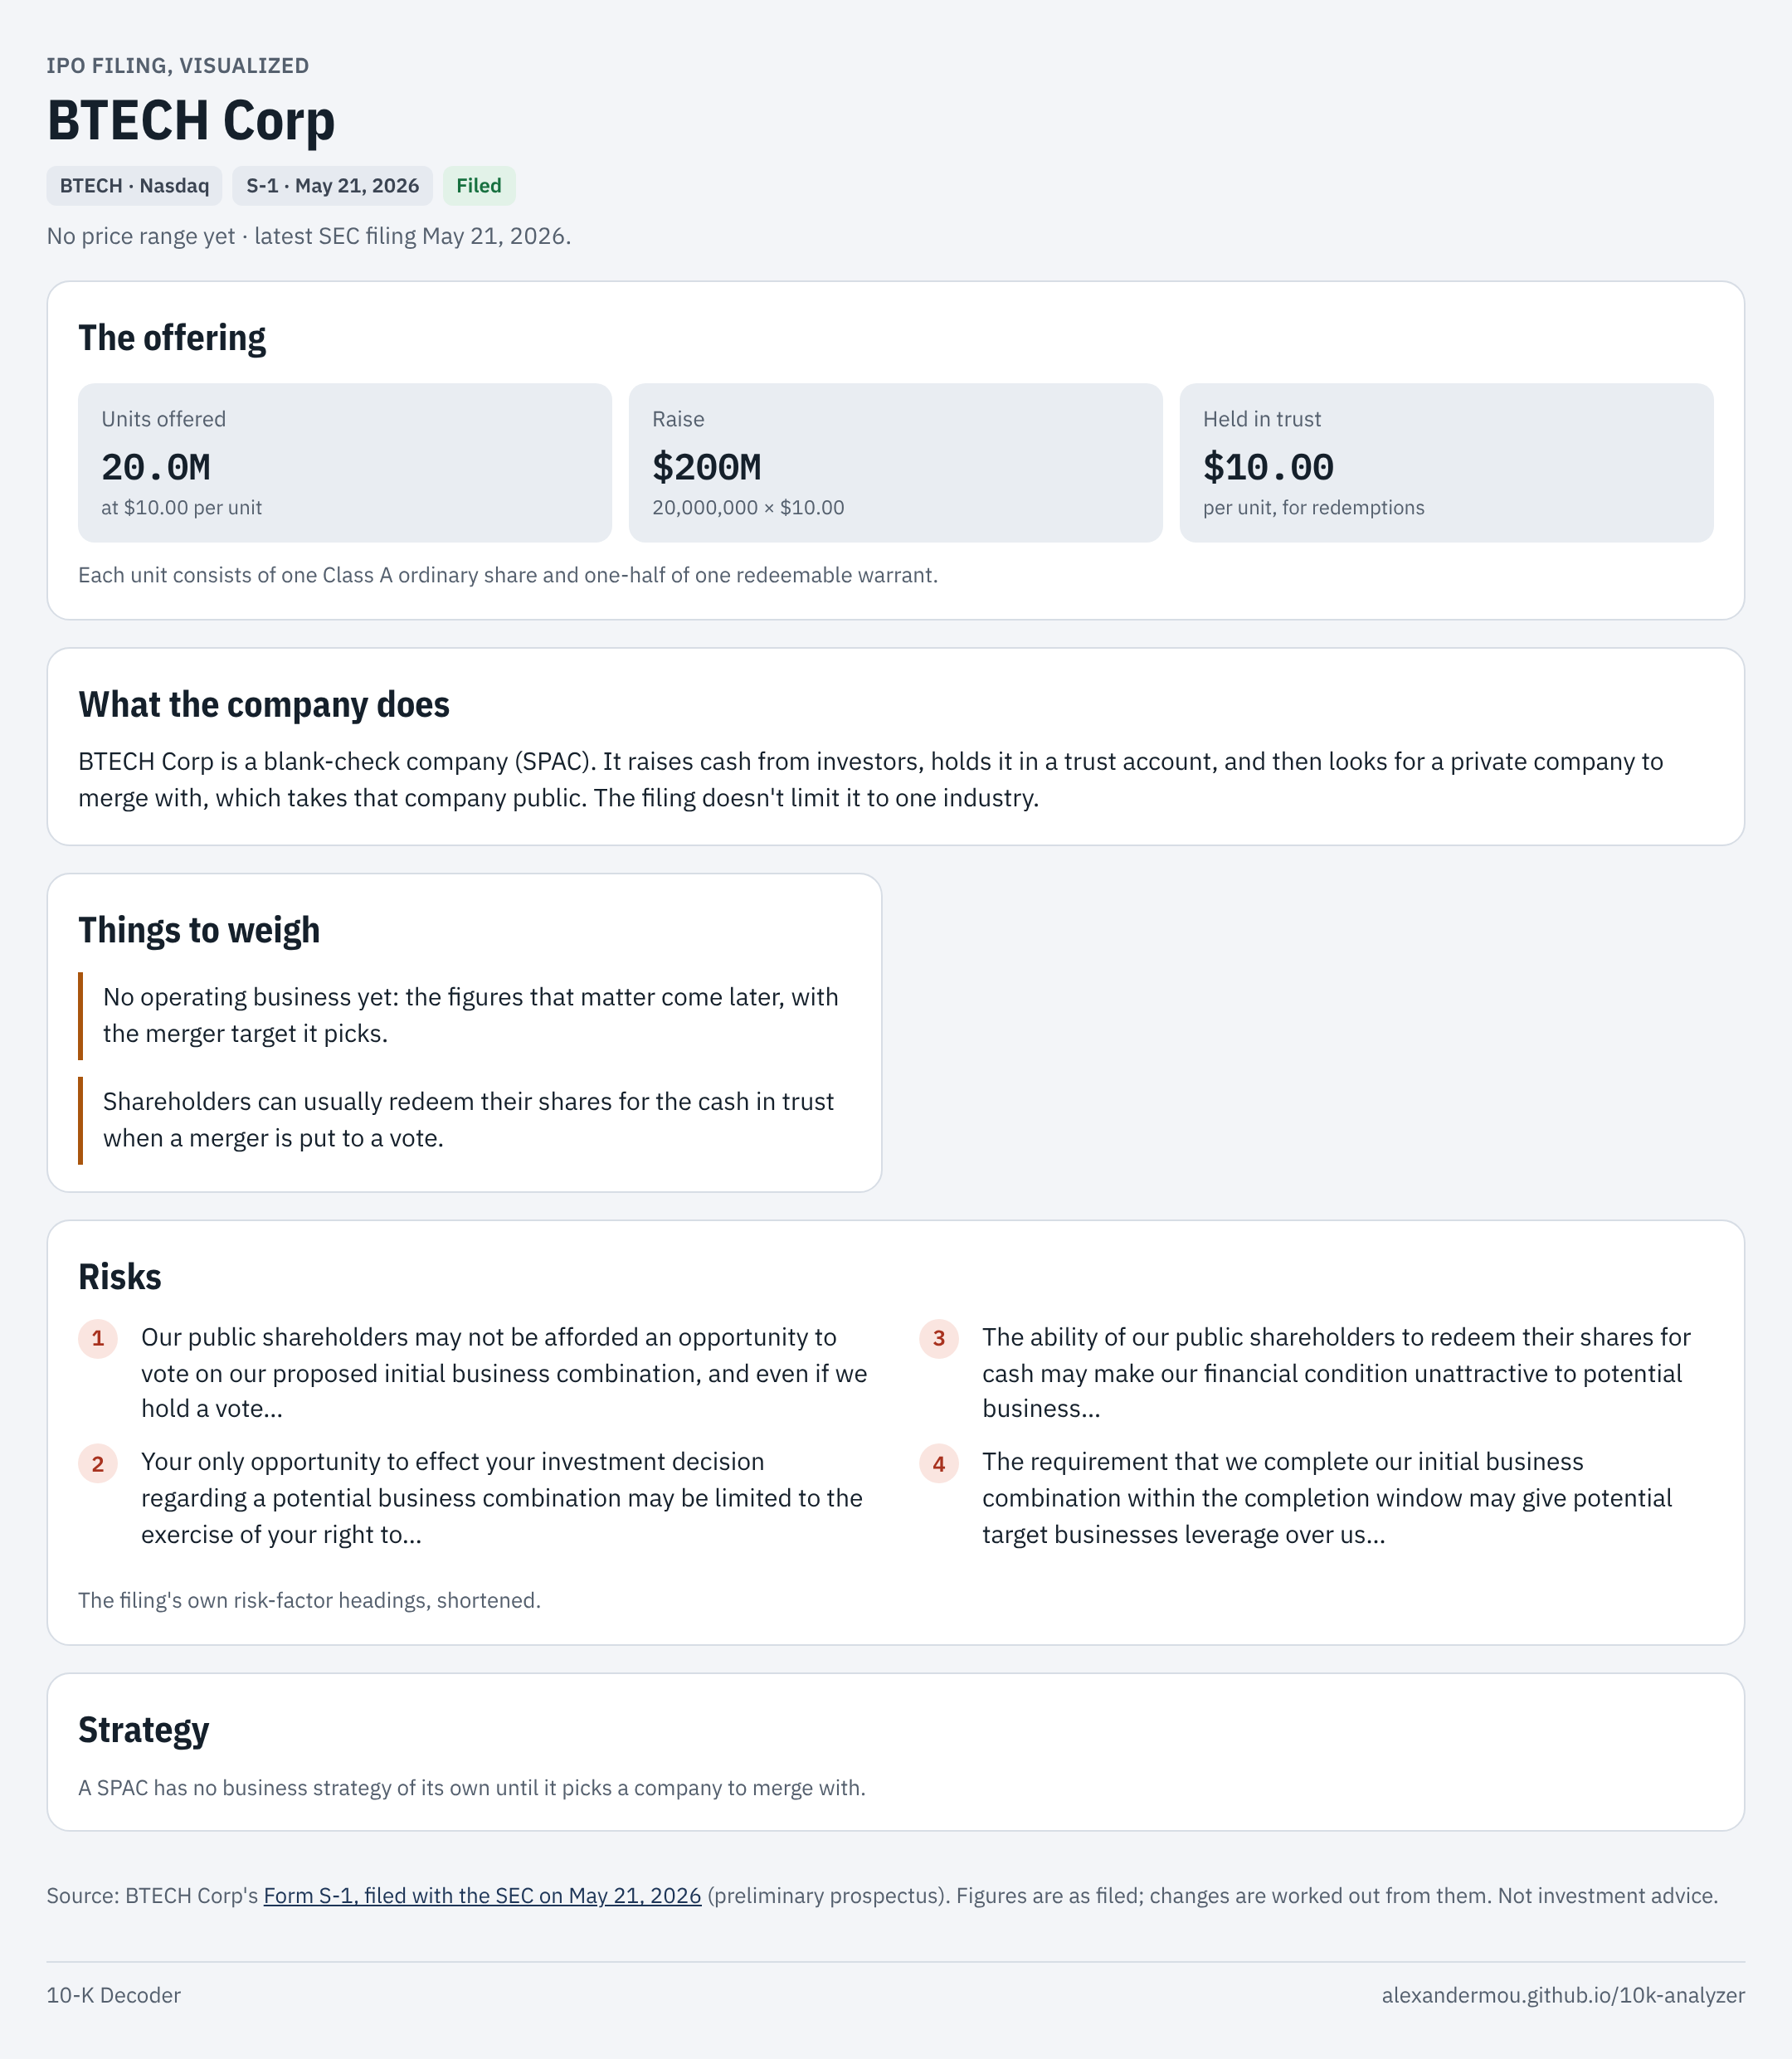 IPO FILING, VISUALIZED
BTECH Corp
BTECH · Nasdaq
S-1 · May 21, 2026
Filed
No price range yet · latest SEC filing May 21, 2026.
The offering
Units offered
20.0M
at $10.00 per unit
Raise
$200M
20,000,000 × $10.00
Held in trust
$10.00
per unit, for redemptions
Each unit consists of one Class A ordinary share and one-half of one redeemable warrant.
What the company does
BTECH Corp is a blank-check company (SPAC). It raises cash from investors, holds it in a trust account, and then looks for a private company to
merge with, which takes that company public. The filing doesn't limit it to one industry.
Things to weigh
No operating business yet: the figures that matter come later, with
the merger target it picks.
Shareholders can usually redeem their shares for the cash in trust
when a merger is put to a vote.
Risks
1
Our public shareholders may not be afforded an opportunity to
vote on our proposed initial business combination, and even if we
hold a vote...
2
Your only opportunity to effect your investment decision
regarding a potential business combination may be limited to the
exercise of your right to...
3
The ability of our public shareholders to redeem their shares for
cash may make our financial condition unattractive to potential
business...
4
The requirement that we complete our initial business
combination within the completion window may give potential
target businesses leverage over us...
The filing's own risk-factor headings, shortened.
Strategy
A SPAC has no business strategy of its own until it picks a company to merge with.
Source: BTECH Corp's Form S-1, filed with the SEC on May 21, 2026 (preliminary prospectus). Figures are as filed; changes are worked out from them. Not investment advice.
10-K Decoder
alexandermou.github.io/10k-analyzer